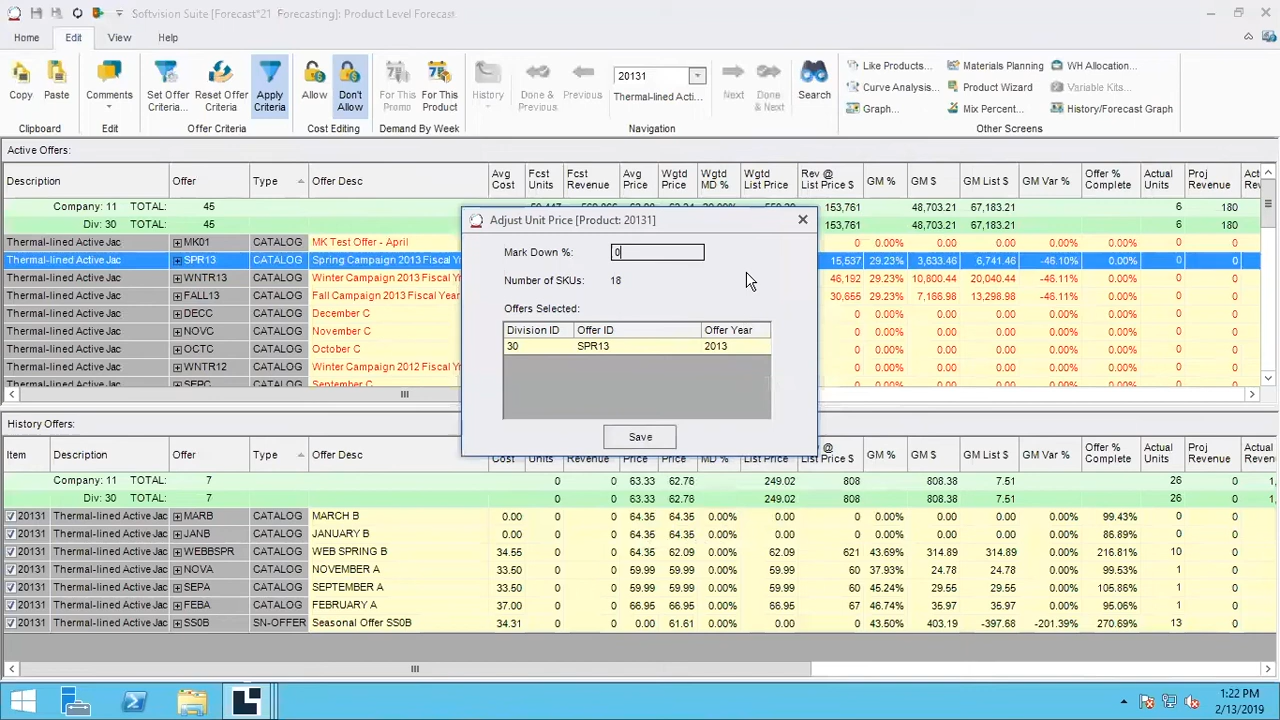 Softvision Suite [Forecast*21 Forecasting]: Product Level Forecast
Home Edit View Help
Copy Paste Comments Set Offer Criteria Reset Offer Criteria Apply Criteria Allow Don't Allow For This Promo For This Product History Done & Previous Previous 20131 Thermal-lined Acti... Next Done & Next Search
Like Products... Materials Planning WH Allocation...
Curve Analysis... Product Wizard Variable Kits...
Graph... Mix Percent... History/Forecast Graph
Clipboard Edit Offer Criteria Cost Editing Demand By Week Navigation Other Screens
Active Offers:
Description Offer Type Offer Desc Avg Cost Fcst Units Fcst Revenue Avg Price Wgtd Price Wgtd MD % Wgtd List Price Rev @ List Price $ GM % GM $ GM List $ GM Var % Offer % Complete Actual Units Proj Revenue
Company: 11 TOTAL: 45 153,761 48,703.21 67,183.21 6 180
Div: 30 TOTAL: 45 153,761 48,703.21 67,183.21 6 180
Thermal-lined Active Jac MK01 CATALOG MK Test Offer - April 0 0.00% 0.00 0.00 0.00% 0.00% 0 0
Thermal-lined Active Jac SPR13 CATALOG Spring Campaign 2013 Fiscal Ye 15,537 29.23% 3,633.46 6,741.46 -46.10% 0.00% 0 0
Thermal-lined Active Jac WNTR13 CATALOG Winter Campaign 2013 Fiscal Y 46,192 29.23% 10,800.44 20,040.44 -46.11% 0.00% 0 0
Thermal-lined Active Jac FALL13 CATALOG Fall Campaign 2013 Fiscal Year 30,655 29.23% 7,166.98 13,298.98 -46.11% 0.00% 0 0
Thermal-lined Active Jac DECC CATALOG December C 0 0.00% 0.00 0.00 0.00% 0.00% 0 0
Thermal-lined Active Jac NOVC CATALOG November C 0 0.00% 0.00 0.00 0.00% 0.00% 0 0
Thermal-lined Active Jac OCTC CATALOG October C 0 0.00% 0.00 0.00 0.00% 0.00% 0 0
Thermal-lined Active Jac WNTR12 CATALOG Winter Campaign 2012 Fiscal Y 0 0.00% 0.00 0.00 0.00% 0.00% 0 0
Thermal-lined Active Jac SEPC CATALOG September C 0 0.00% 0.00 0.00 0.00% 0.00% 0 0
Adjust Unit Price [Product: 20131]
Mark Down %: 0
Number of SKUs: 18
Offers Selected:
Division ID Offer ID Offer Year
30 SPR13 2013
Save
History Offers:
Item Description Offer Type Offer Desc Cost Units Revenue Price Price MD % List Price Rev @ List Price $ GM % GM $ GM List $ GM Var % Offer % Complete Actual Units Proj Revenue
Company: 11 TOTAL: 7 0 0 63.33 62.76 249.02 808 808.38 7.51 26 0
Div: 30 TOTAL: 7 0 0 63.33 62.76 249.02 808 808.38 7.51 26 0
20131 Thermal-lined Active Jac MARB CATALOG MARCH B 0.00 0 0 64.35 64.35 0.00% 0.00 0 0.00% 0.00 0.00 0.00% 99.43% 0 0
20131 Thermal-lined Active Jac JANB CATALOG JANUARY B 0.00 0 0 64.35 64.35 0.00% 0.00 0 0.00% 0.00 0.00 0.00% 86.89% 0 0
20131 Thermal-lined Active Jac WEBBSPR CATALOG WEB SPRING B 34.55 0 0 64.35 62.09 0.00% 62.09 621 43.69% 314.89 314.89 0.00% 216.81% 10 0
20131 Thermal-lined Active Jac NOVA CATALOG NOVEMBER A 33.50 0 0 59.99 59.99 0.00% 59.99 60 37.93% 24.78 24.78 0.00% 99.53% 1 0
20131 Thermal-lined Active Jac SEPA CATALOG SEPTEMBER A 33.50 0 0 59.99 59.99 0.00% 59.99 60 45.24% 29.55 29.55 0.00% 105.86% 1 0
20131 Thermal-lined Active Jac FEBA CATALOG FEBRUARY A 37.00 0 0 66.95 66.95 0.00% 66.95 67 46.74% 35.97 35.97 0.00% 95.06% 1 0
20131 Thermal-lined Active Jac SS0B SN-OFFER Seasonal Offer SS0B 34.31 0 0 0.00 61.61 0.00% 0.00 0 43.50% 403.19 -397.68 -201.39% 270.69% 13 0
1:22 PM
2/13/2019